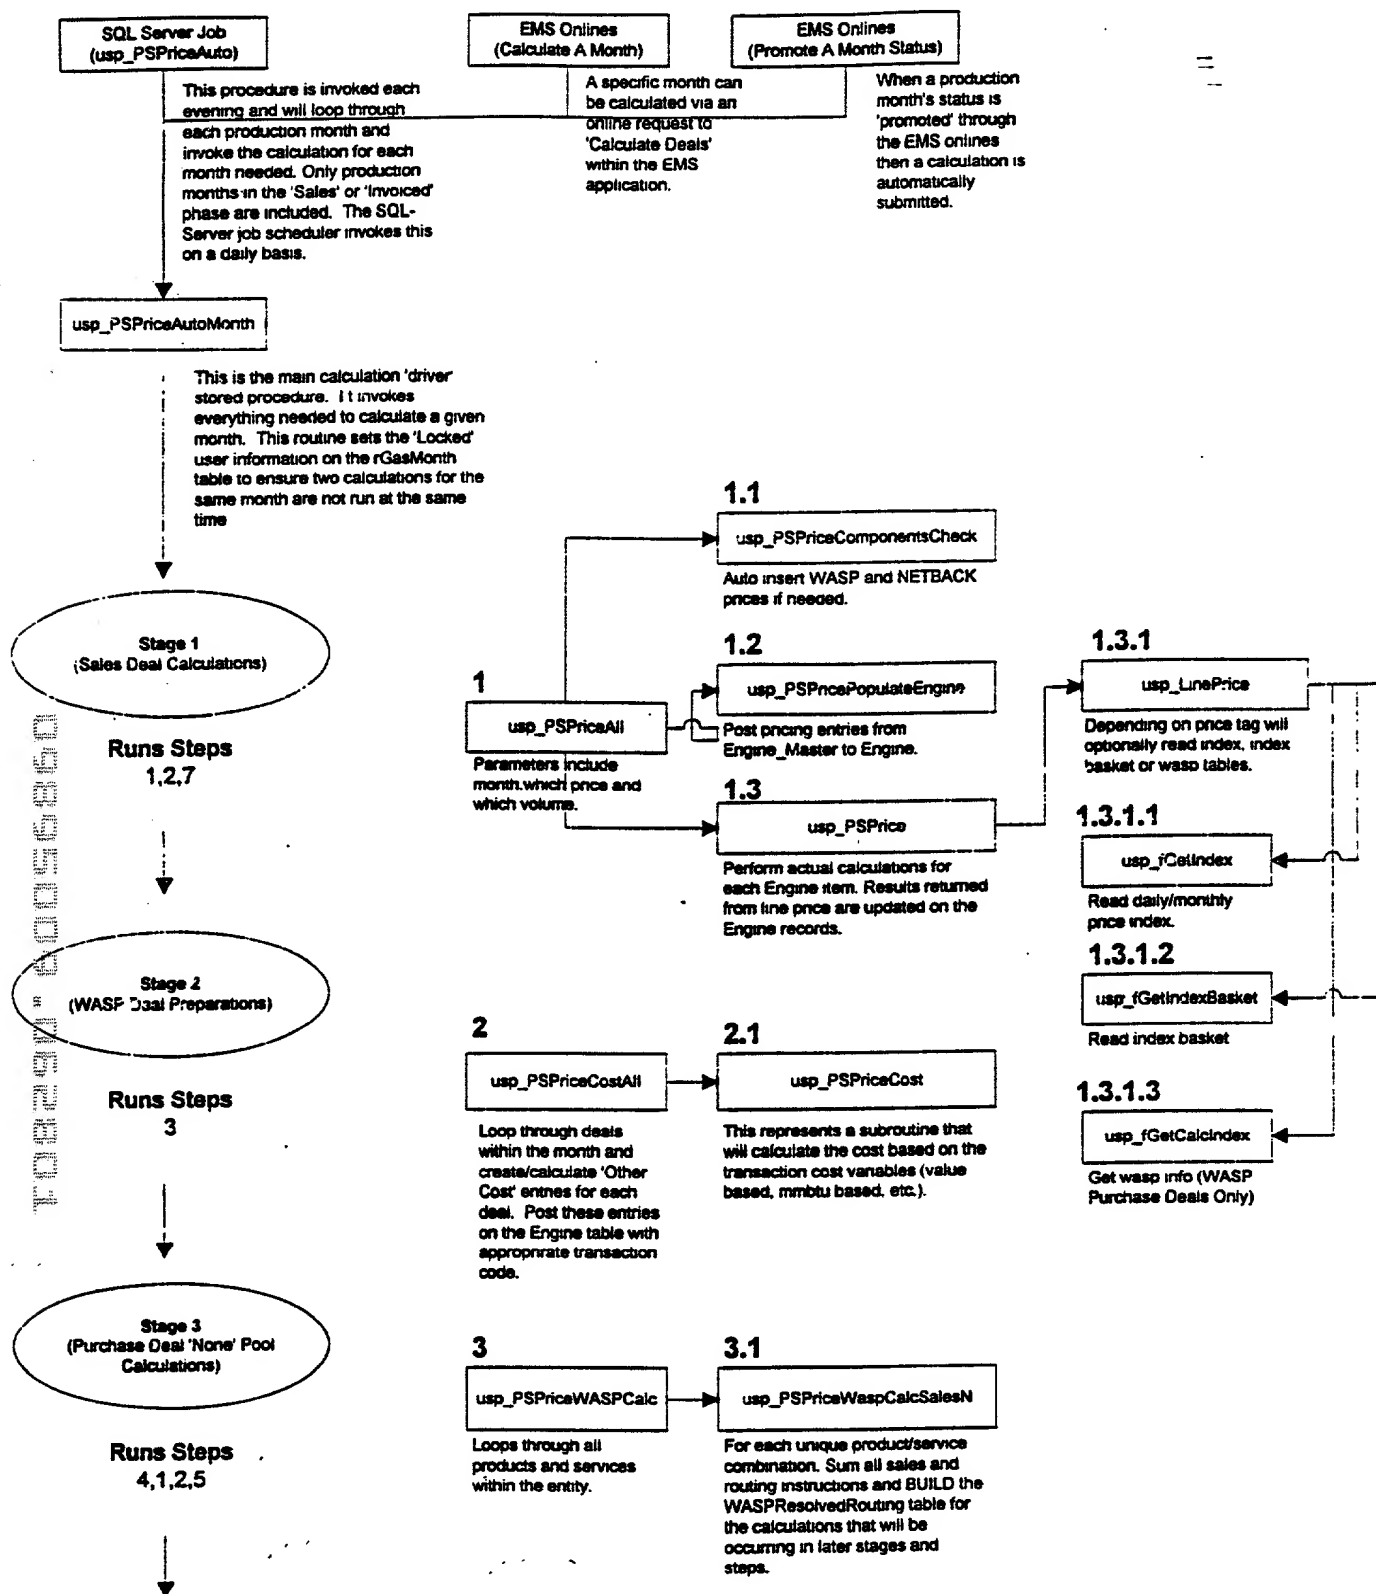 SQL Server Job
(usp_PSPriceAuto)
EMS Onlines
(Calculate A Month)
EMS Onlines
(Promote A Month Status)
This procedure is invoked each
evening and will loop through
each production month and
invoke the calculation for each
month needed. Only production
months in the 'Sales' or 'Invoiced'
phase are included. The SQL-
Server job scheduler invokes this
on a daily basis.
A specific month can
be calculated via an
online request to
'Calculate Deals'
within the EMS
application.
When a production
month's status is
'promoted' through
the EMS onlines
then a calculation is
automatically
submitted.
usp_PSPriceAutoMonth
This is the main calculation 'driver'
stored procedure. It invokes
everything needed to calculate a given
month. This routine sets the 'Locked'
user information on the rGasMonth
table to ensure two calculations for the
same month are not run at the same
time
Stage 1
(Sales Deal Calculations)
Runs Steps
1,2,7
Stage 2
(WASP Deal Preparations)
Runs Steps
3
Stage 3
(Purchase Deal 'None' Pool
Calculations)
Runs Steps
4,1,2,5
1
usp_PSPriceAll
Parameters include
month.which price and
which volume.
1.1
usp_PSPriceComponentsCheck
Auto insert WASP and NETBACK
prices if needed.
1.2
usp_PSPricePopulateEngine
Post pricing entries from
Engine_Master to Engine.
1.3
usp_PSPrice
Perform actual calculations for
each Engine item. Results returned
from line price are updated on the
Engine records.
1.3.1
usp_LinePrice
Depending on price tag will
optionally read index, index
basket or wasp tables.
1.3.1.1
usp_fGetIndex
Read daily/monthly
price index.
1.3.1.2
usp_fGetIndexBasket
Read index basket
1.3.1.3
usp_fGetCalcIndex
Get wasp info (WASP
Purchase Deals Only)
2
usp_PSPriceCostAll
Loop through deals
within the month and
create/calculate 'Other
Cost' entries for each
deal. Post these entries
on the Engine table with
appropriate transaction
code.
2.1
usp_PSPriceCost
This represents a subroutine that
will calculate the cost based on the
transaction cost variables (value
based, mmbtu based, etc.).
3
usp_PSPriceWASPCalc
Loops through all
products and services
within the entity.
3.1
usp_PSPriceWaspCalcSalesN
For each unique product/service
combination. Sum all sales and
routing instructions and BUILD the
WASPResolvedRouting table for
the calculations that will be
occurring in later stages and
steps.